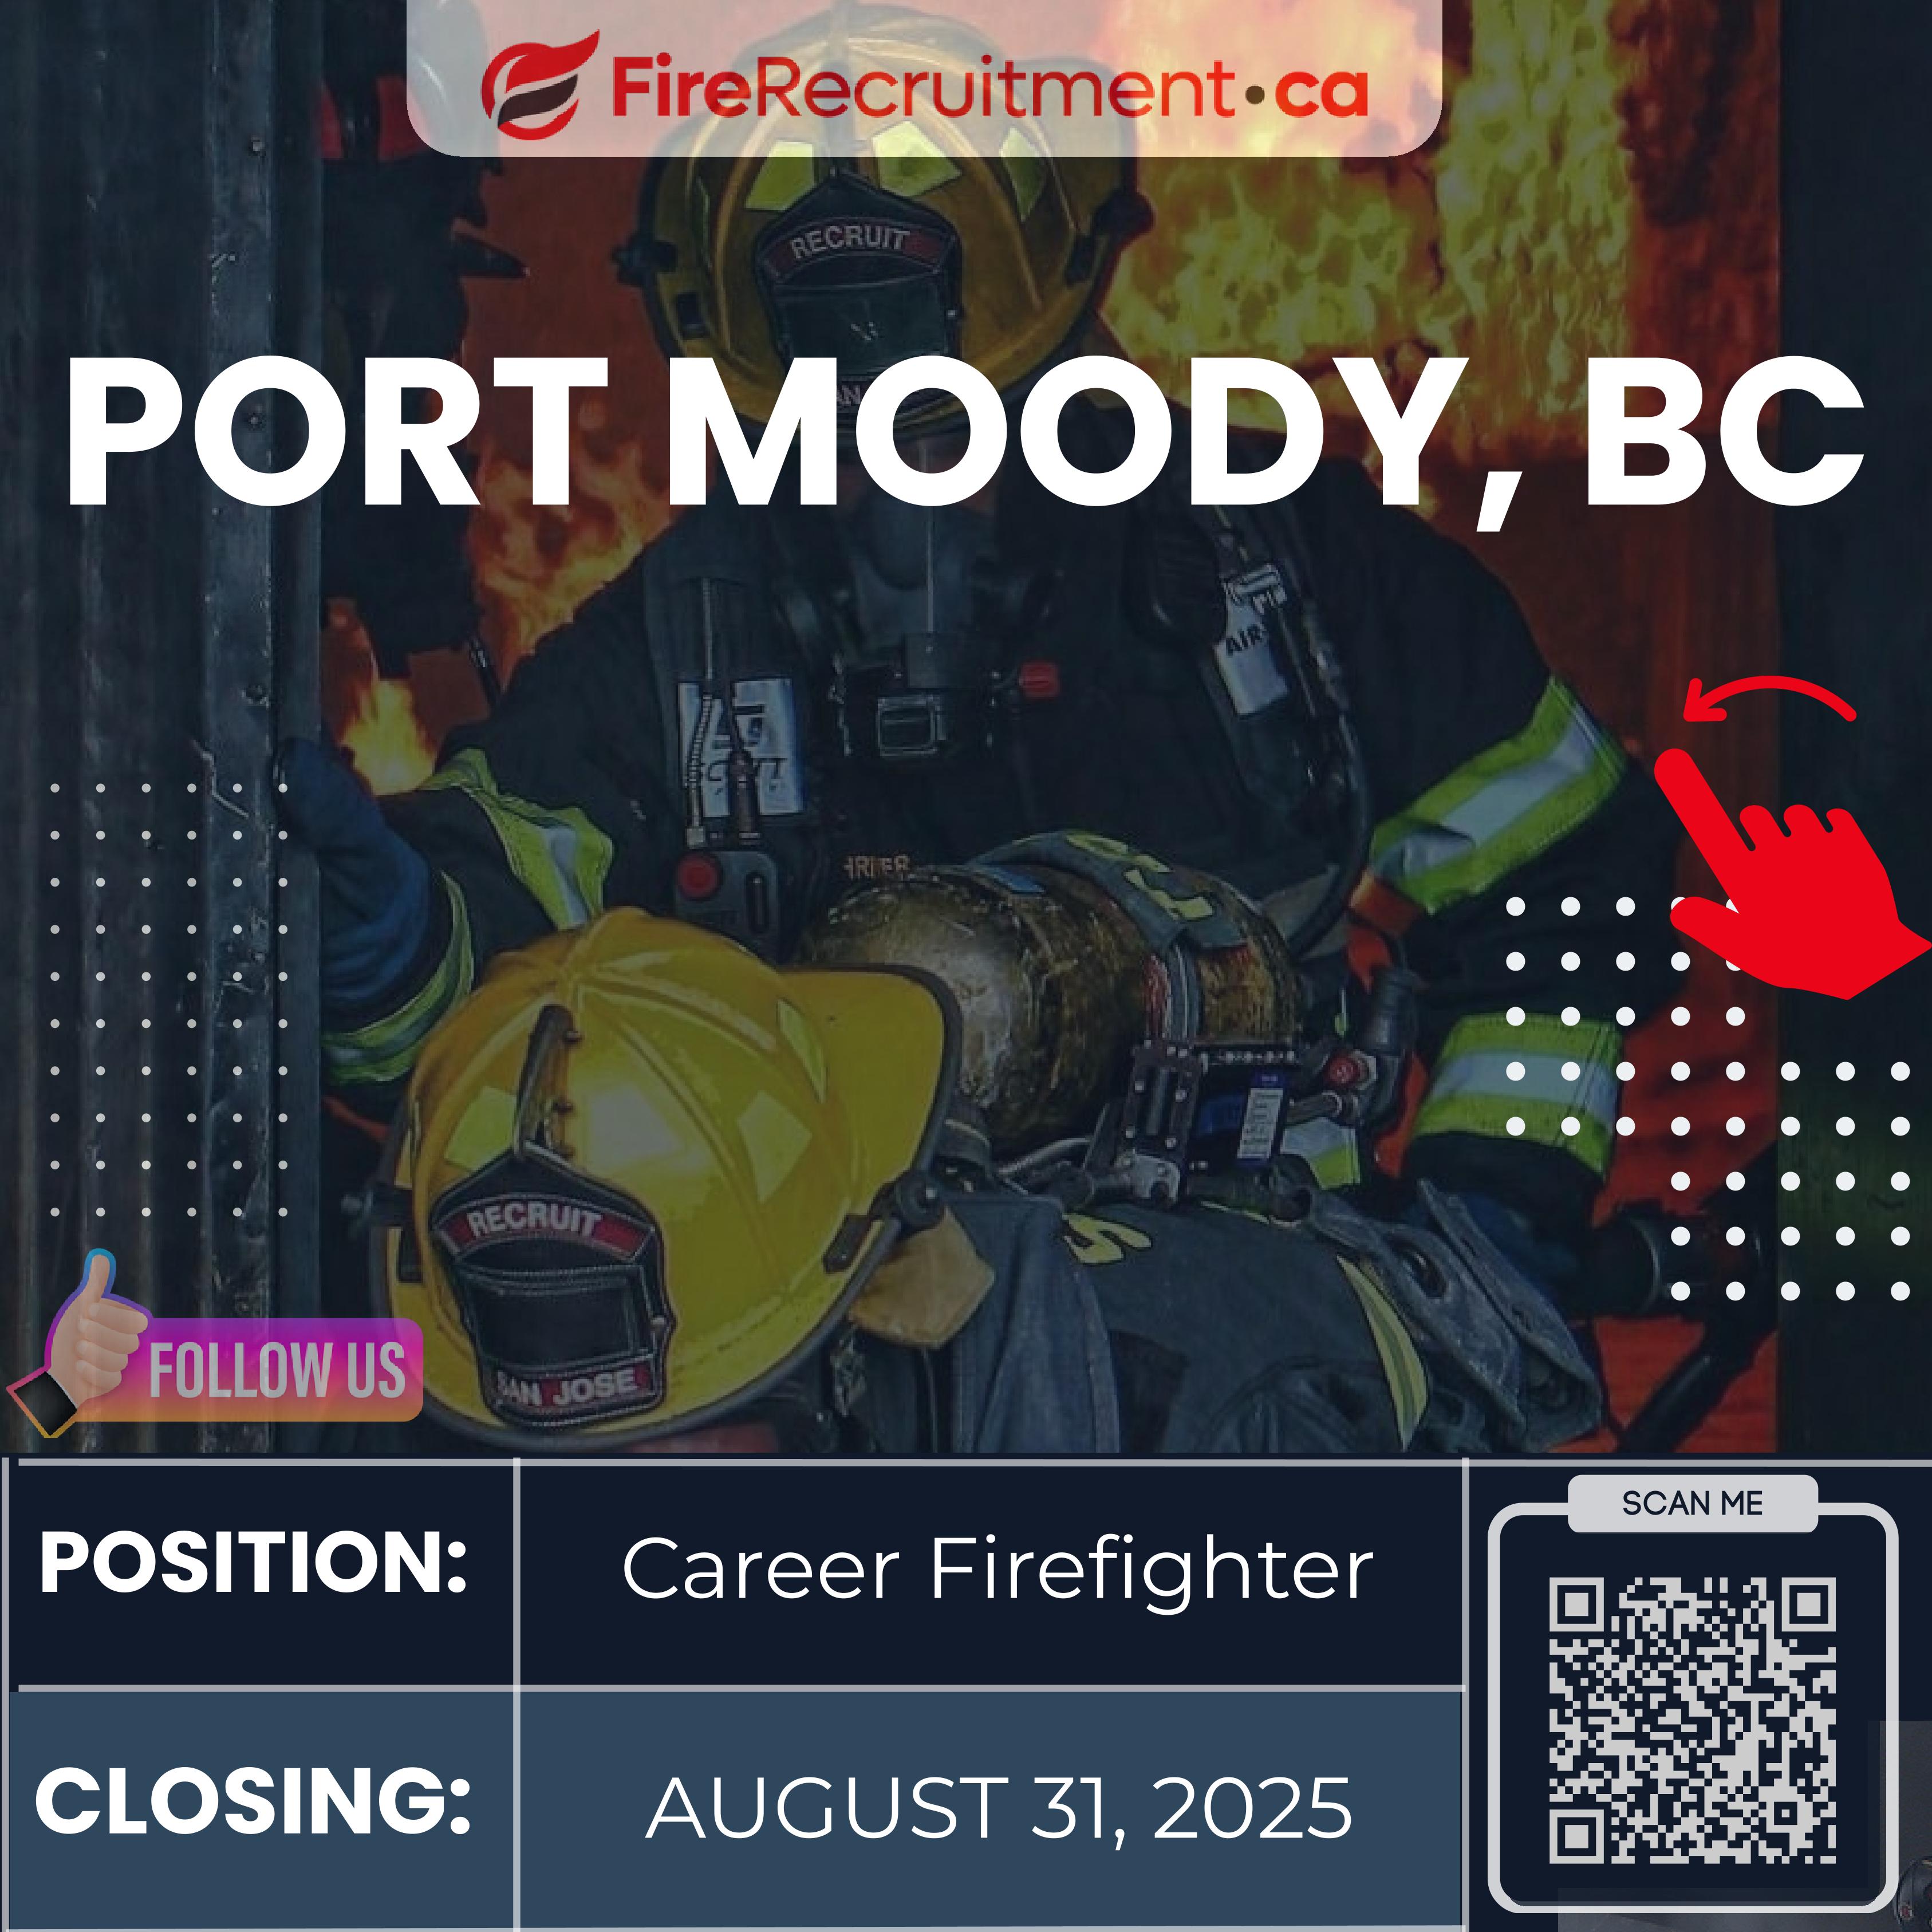 FireRecruitment.ca
RECRUIT
PORT MOODY, BC
AIR
RECRUIT
SAN JOSE
FOLLOW US
POSITION:
Career Firefighter
SCAN ME
CLOSING:
AUGUST 31, 2025